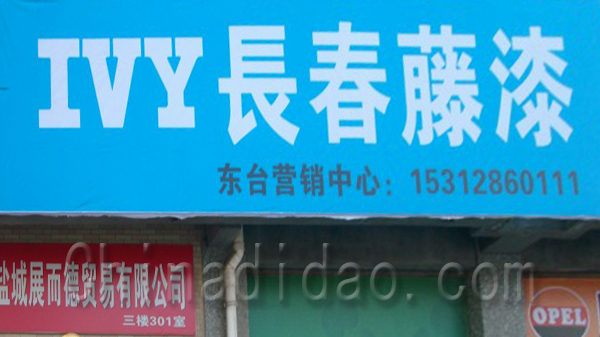 IVY 長春藤漆
东台营销中心：15312860111
盐城展而德贸易有限公司
三楼301室
OPEL
Chinadidao.com